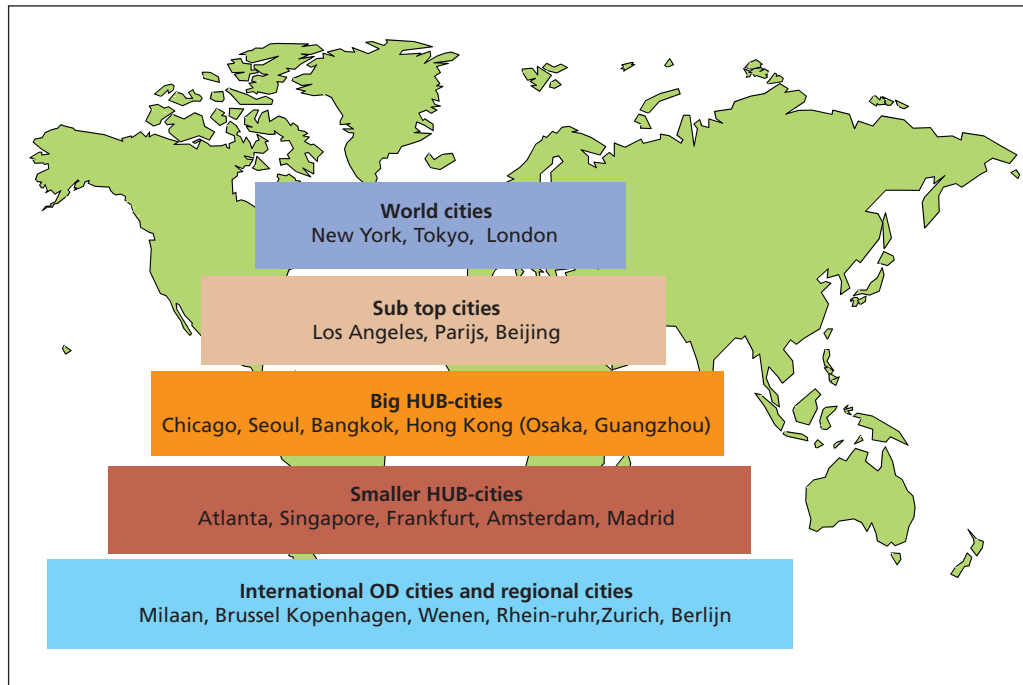 World cities
New York, Tokyo,  London
Sub top cities
Los Angeles, Parijs, Beijing
Big HUB-cities
Chicago, Seoul, Bangkok, Hong Kong (Osaka, Guangzhou)
Smaller HUB-cities
Atlanta, Singapore, Frankfurt, Amsterdam, Madrid
International OD cities and regional cities
Milaan, Brussel Kopenhagen, Wenen, Rhein-ruhr,Zurich, Berlijn